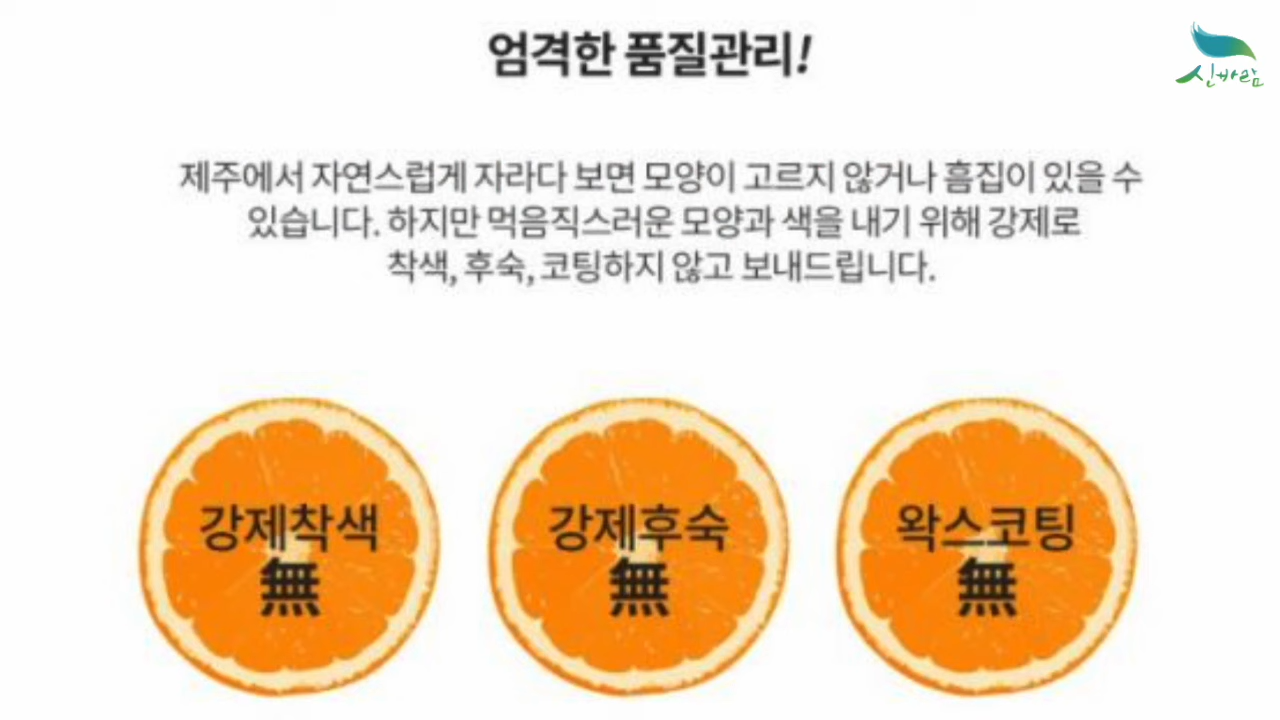 엄격한 품질관리!
신바람
제주에서 자연스럽게 자라다 보면 모양이 고르지 않거나 흠집이 있을 수
있습니다. 하지만 먹음직스러운 모양과 색을 내기 위해 강제로
착색, 후숙, 코팅하지 않고 보내드립니다.
강제착색
無
강제후숙
無
왁스코팅
無